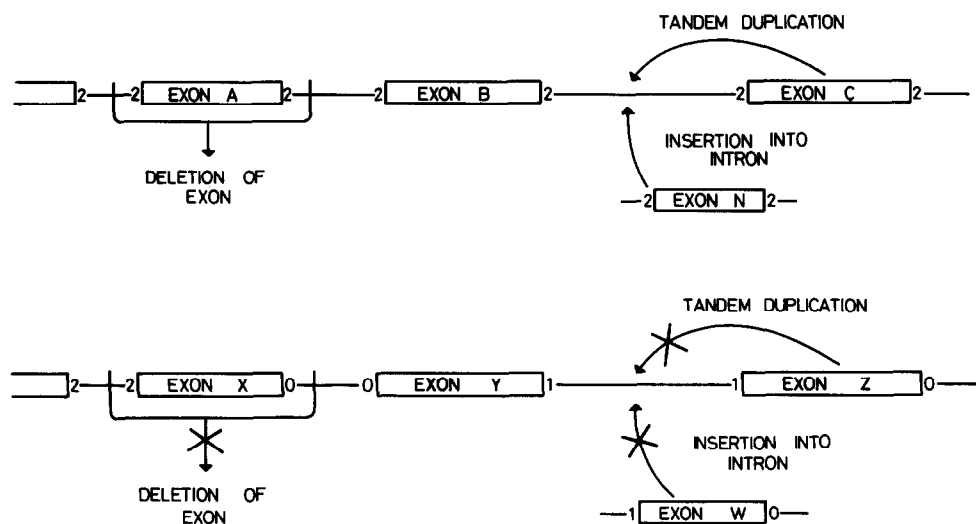 TANDEM DUPLICATION
2 2 EXON A 2 2 EXON B 2 2 EXON C 2
INSERTION INTO
INTRON
DELETION OF
EXON
2 EXON N 2
TANDEM DUPLICATION
2 2 EXON X 0 0 EXON Y 1 1 EXON Z 0
INSERTION INTO
INTRON
DELETION OF
EXON
1 EXON W 0